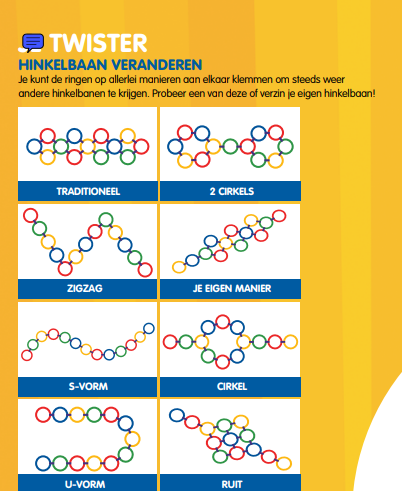 TWISTER
HINKELBAAN VERANDEREN
Je kunt de ringen op allerlei manieren aan elkaar klemmen om steeds weer
andere hinkelbanen te krijgen. Probeer een van deze of verzin je eigen hinkelbaan!
TRADITIONEEL
2 CIRKELS
ZIGZAG
JE EIGEN MANIER
S-VORM
CIRKEL
U-VORM
RUIT